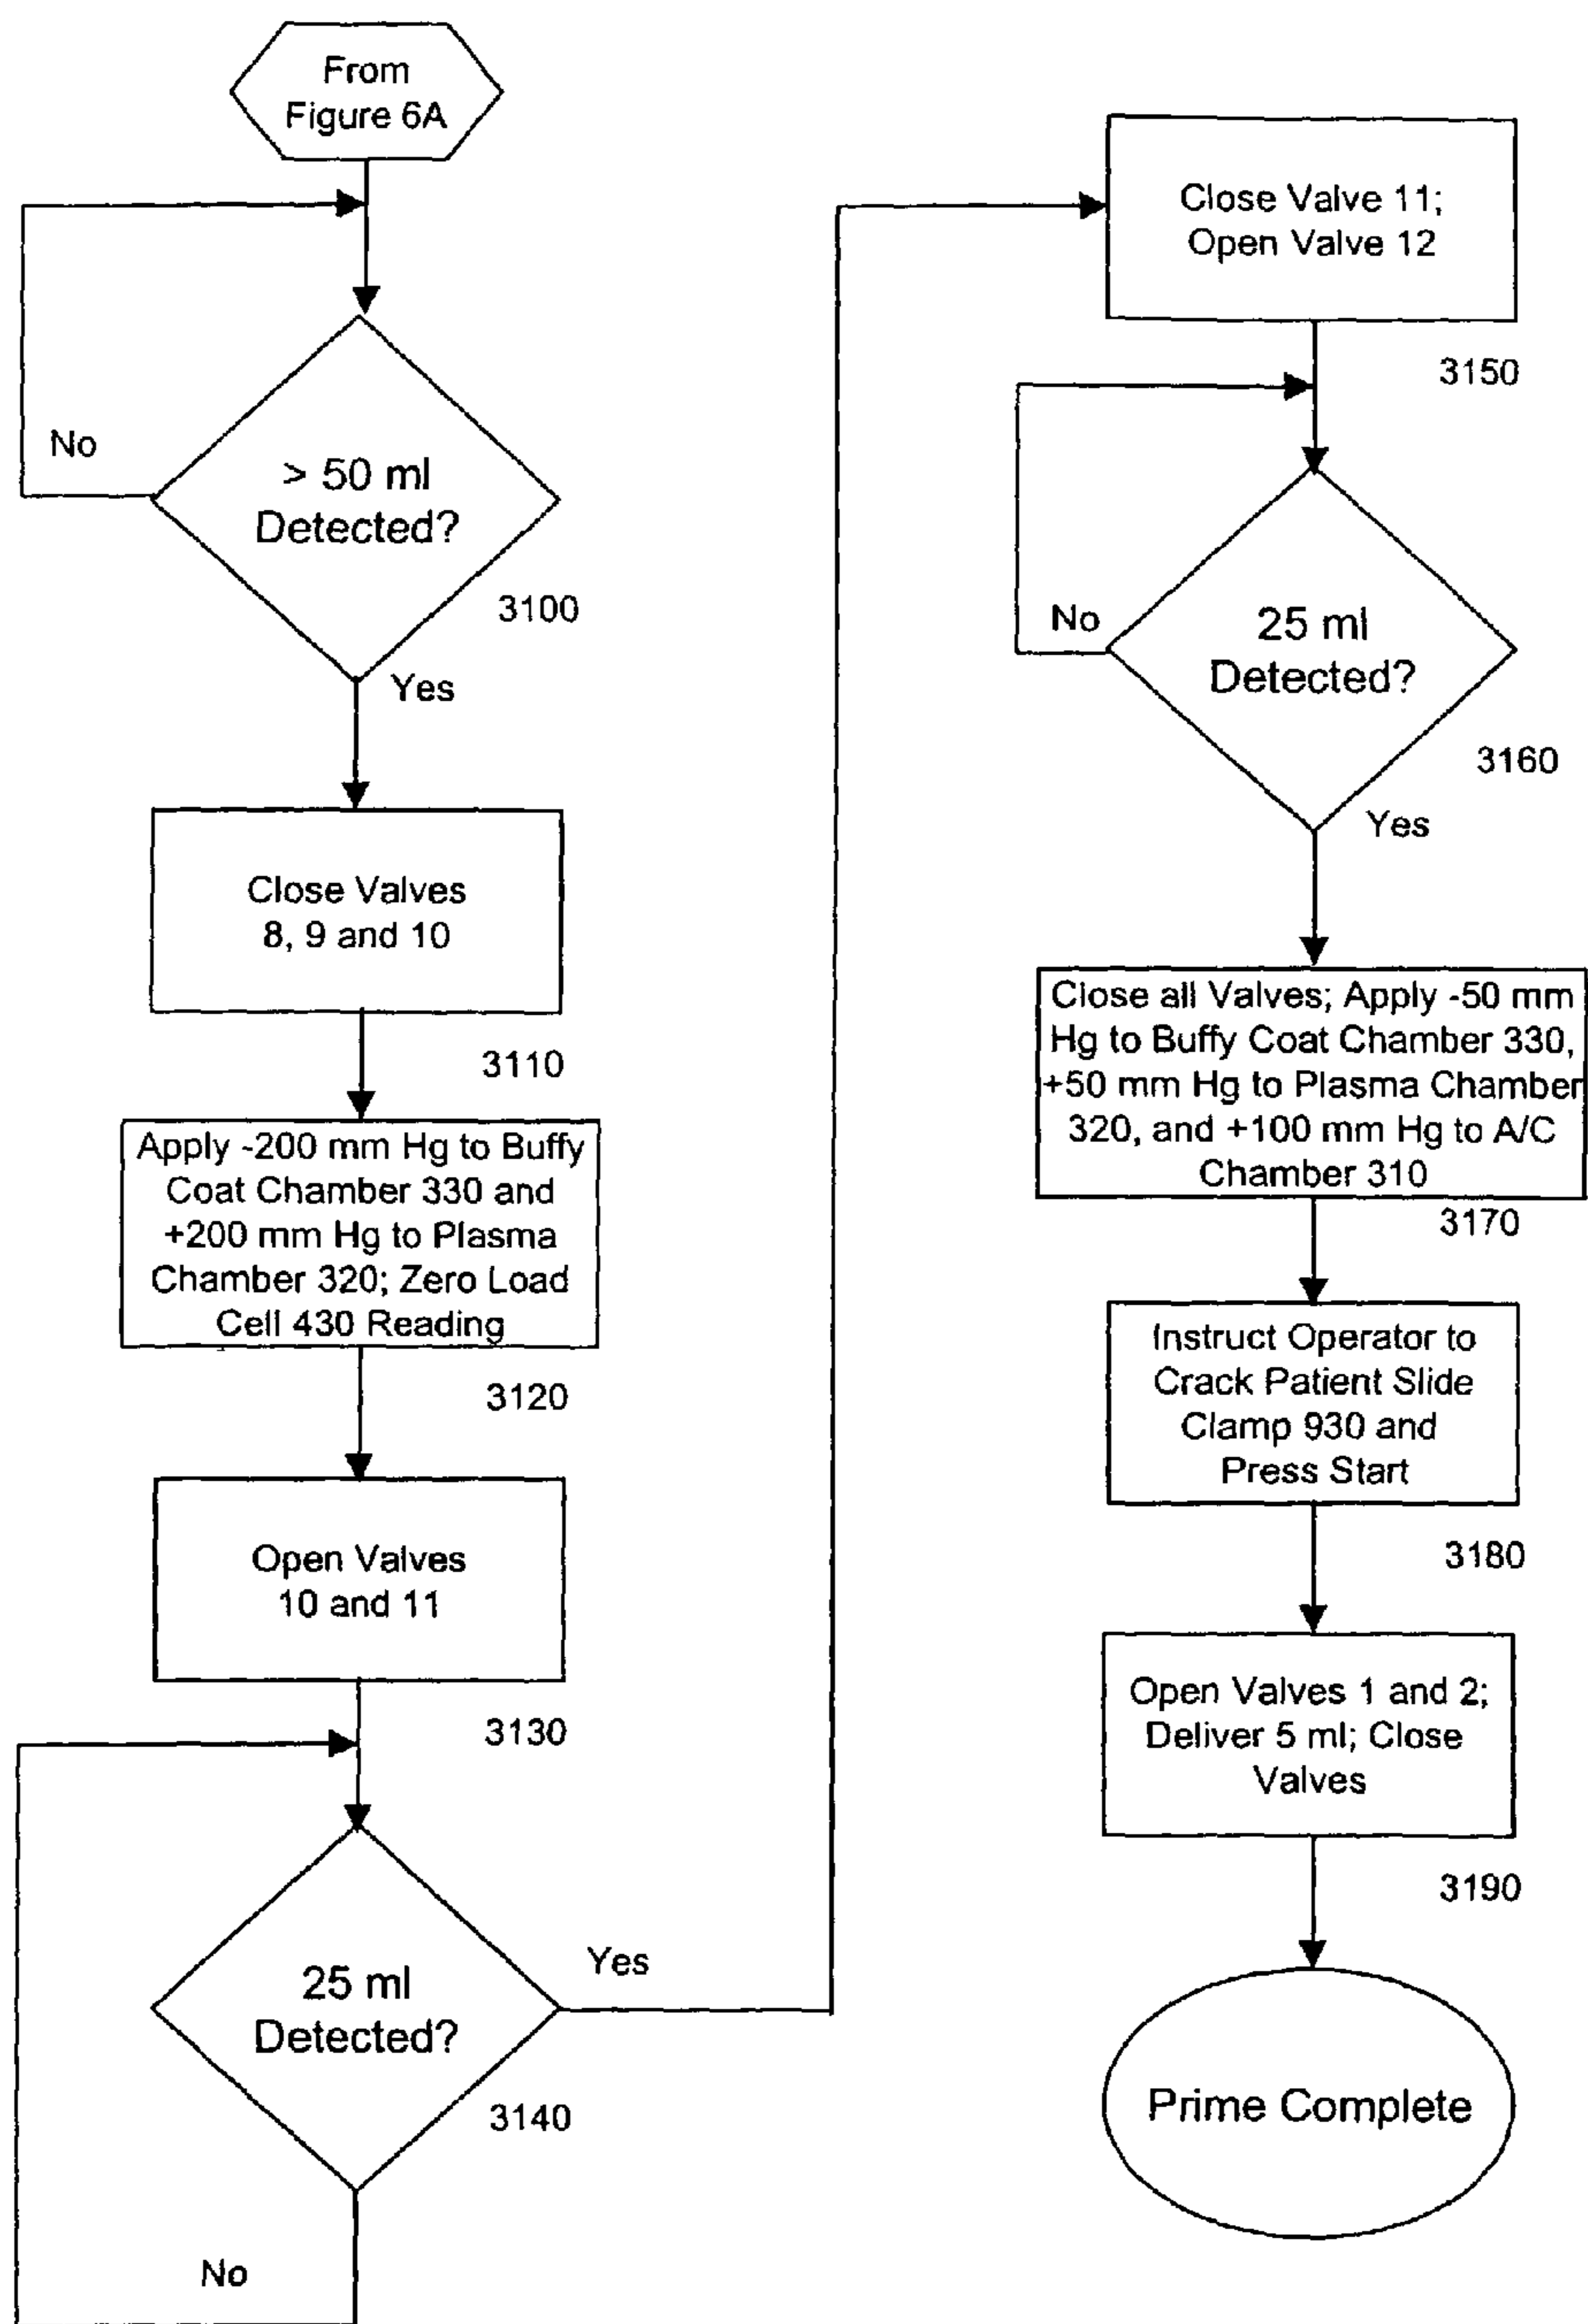 From
Figure 6A
No
> 50 ml
Detected?
3100
Yes
Close Valves
8, 9 and 10
3110
Apply -200 mm Hg to Buffy
Coat Chamber 330 and
+200 mm Hg to Plasma
Chamber 320; Zero Load
Cell 430 Reading
3120
Open Valves
10 and 11
3130
25 ml
Detected?
Yes
3140
No
Close Valve 11;
Open Valve 12
3150
No
25 ml
Detected?
3160
Yes
Close all Valves; Apply -50 mm
Hg to Buffy Coat Chamber 330,
+50 mm Hg to Plasma Chamber
320, and +100 mm Hg to A/C
Chamber 310
3170
Instruct Operator to
Crack Patient Slide
Clamp 930 and
Press Start
3180
Open Valves 1 and 2;
Deliver 5 ml; Close
Valves
3190
Prime Complete